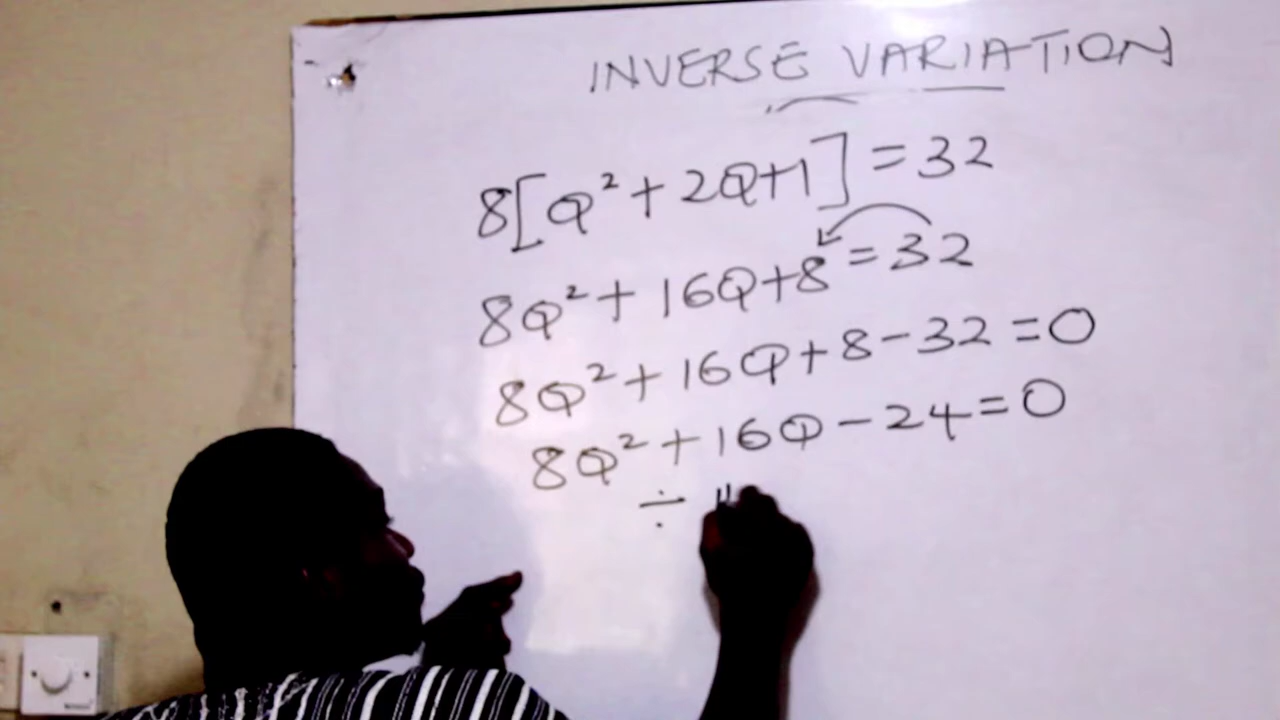 INVERSE VARIATION
8[Q² + 2Q+1] = 32
8Q² + 16Q+8 = 32
8Q² + 16Q + 8 - 32 = 0
8Q² + 16Q - 24 = 0
÷